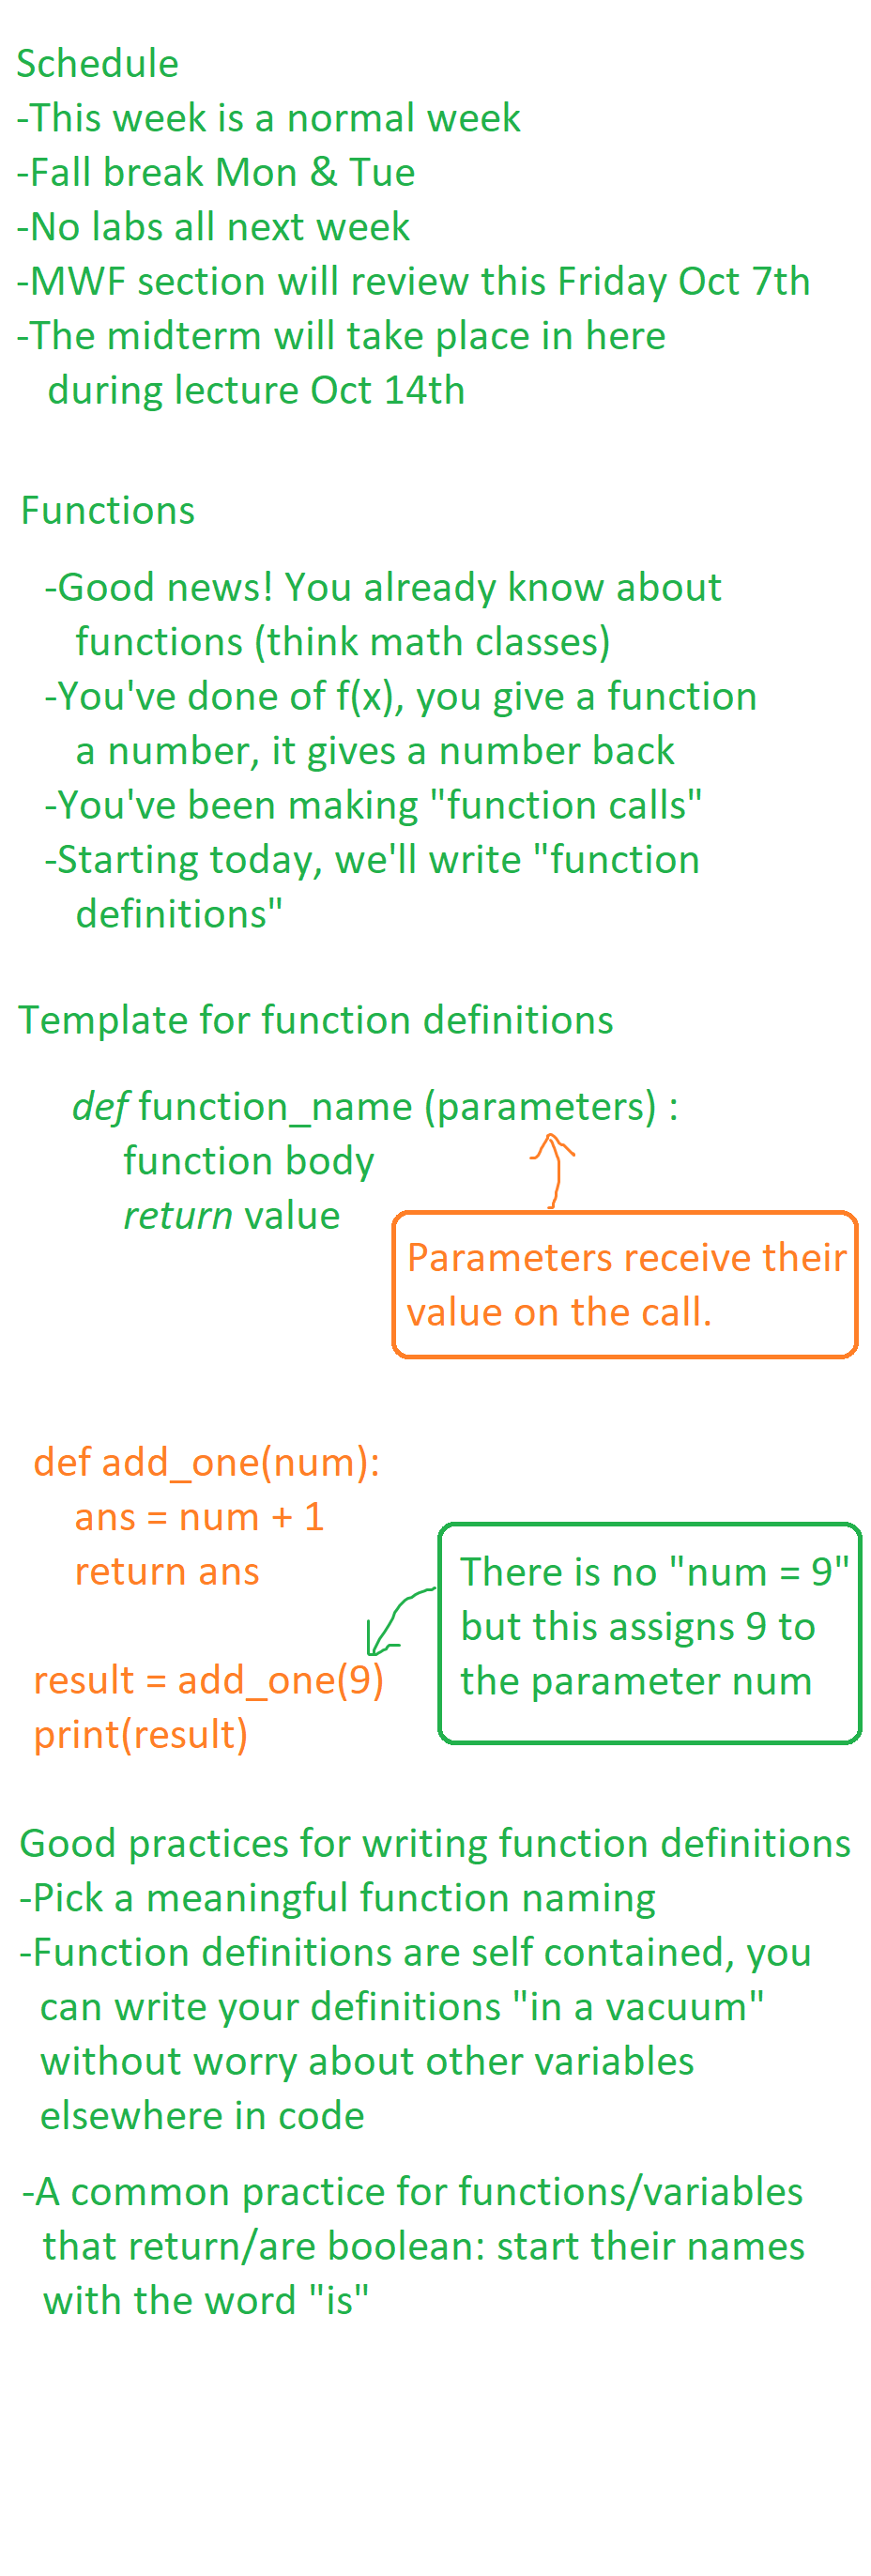 Schedule
-This week is a normal week
-Fall break Mon & Tue
-No labs all next week
-MWF section will review this Friday Oct 7th
-The midterm will take place in here
during lecture Oct 14th
Functions
-Good news! You already know about
functions (think math classes)
-You've done of f(x), you give a function
a number, it gives a number back
-You've been making "function calls"
-Starting today, we'll write "function
definitions"
Template for function definitions
def function_name (parameters) :
function body
return value
Parameters receive their
value on the call.
def add_one(num):
ans = num + 1
return ans
result = add_one(9)
print(result)
There is no "num = 9"
but this assigns 9 to
the parameter num
Good practices for writing function definitions
-Pick a meaningful function naming
-Function definitions are self contained, you
can write your definitions "in a vacuum"
without worry about other variables
elsewhere in code
-A common practice for functions/variables
that return/are boolean: start their names
with the word "is"